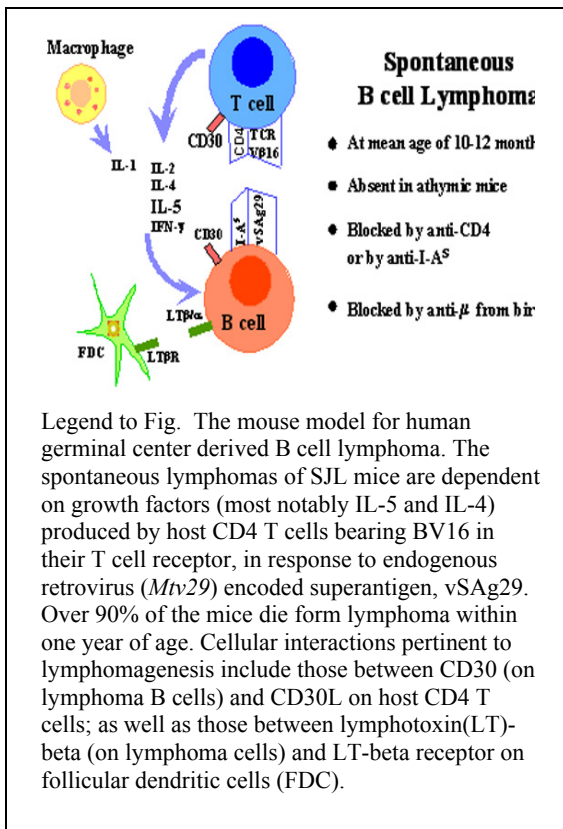 Macrophage
T cell
CD30
CD4
TCR
Vβ16
IL-1
IL-2
IL-4
IL-5
IFN-γ
CD30
I-Aˢ
vSAg29
LTβ/α
B cell
FDC
LTβR
Spontaneous
B cell Lymphoma
At mean age of 10-12 month
Absent in athymic mice
Blocked by anti-CD4
or by anti-I-Aˢ
Blocked by anti-μ from bir
Legend to Fig. The mouse model for human
germinal center derived B cell lymphoma. The
spontaneous lymphomas of SJL mice are dependent
on growth factors (most notably IL-5 and IL-4)
produced by host CD4 T cells bearing BV16 in
their T cell receptor, in response to endogenous
retrovirus (Mtv29) encoded superantigen, vSAg29.
Over 90% of the mice die form lymphoma within
one year of age. Cellular interactions pertinent to
lymphomagenesis include those between CD30 (on
lymphoma B cells) and CD30L on host CD4 T
cells; as well as those between lymphotoxin(LT)-
beta (on lymphoma cells) and LT-beta receptor on
follicular dendritic cells (FDC).